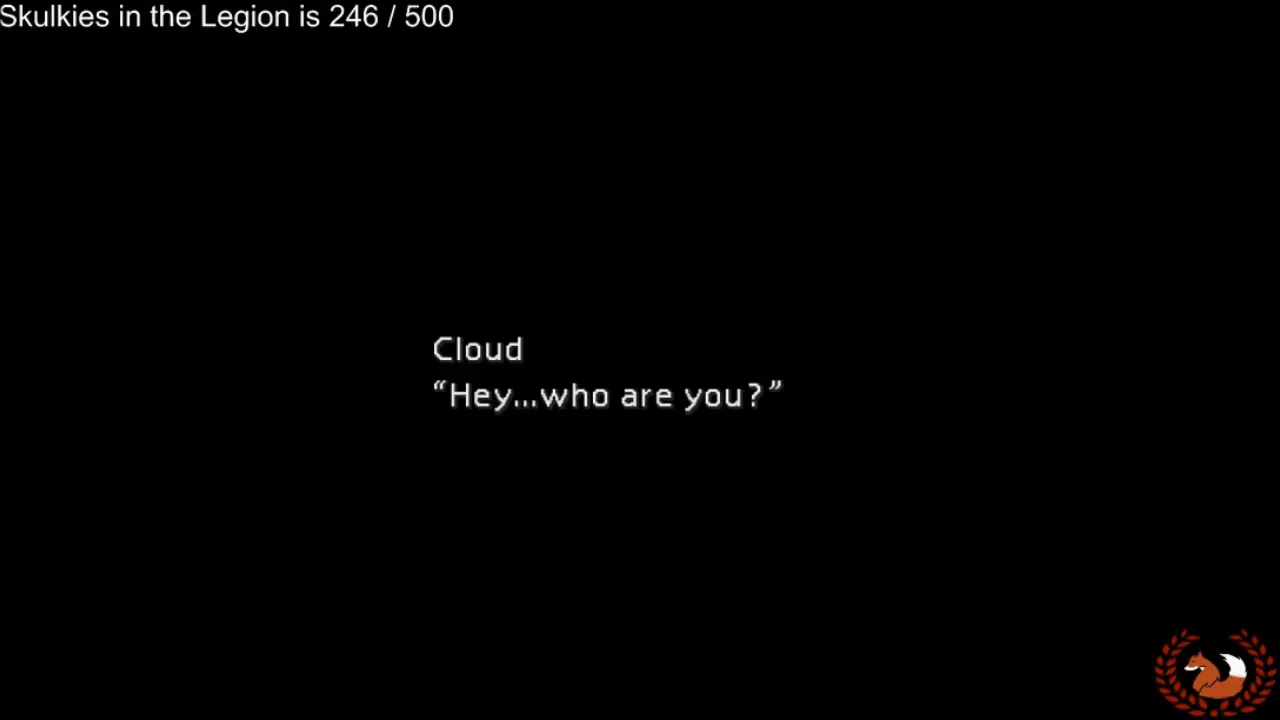 Skulkies in the Legion is 246 / 500
Cloud
“Hey...who are you?”